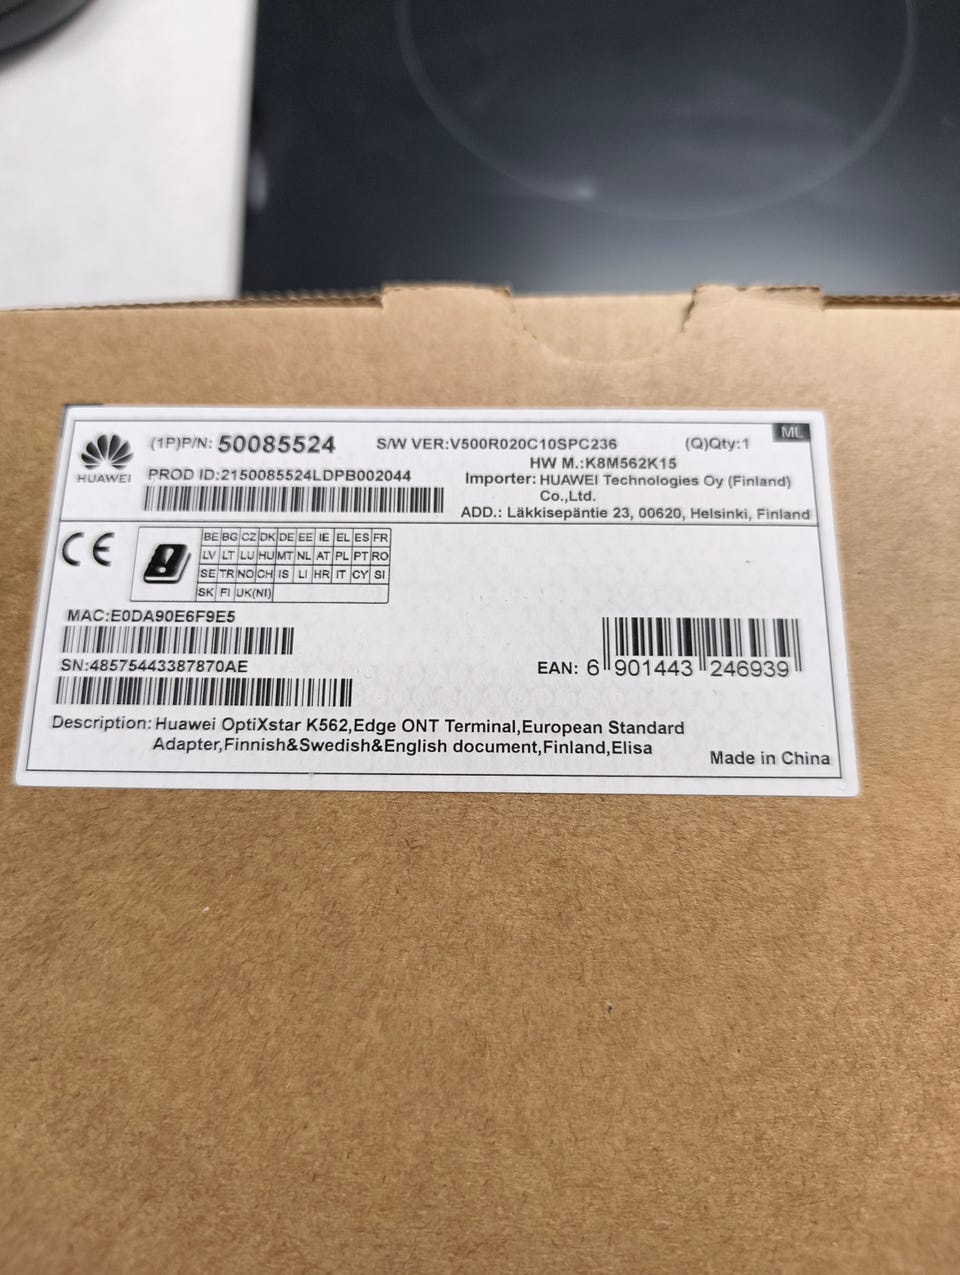 HUAWEI
(1P)P/N: 50085524
S/W VER:V500R020C10SPC236
(Q)Qty:1
ML
PROD ID:2150085524LDPB002044
HW M.:K8M562K15
Importer: HUAWEI Technologies Oy (Finland)
Co.,Ltd.
ADD.: Läkkisepäntie 23, 00620, Helsinki, Finland
CE
BE BG CZ DK DE EE IE EL ES FR
LV LT LU HU MT NL AT PL PT RO
SE TR NO CH IS LI HR IT CY SI
SK FI UK(NI)
MAC:E0DA90E6F9E5
SN:48575443387870AE
EAN: 6 901443 246939
Description: Huawei OptiXstar K562,Edge ONT Terminal,European Standard
Adapter,Finnish&Swedish&English document,Finland,Elisa
Made in China